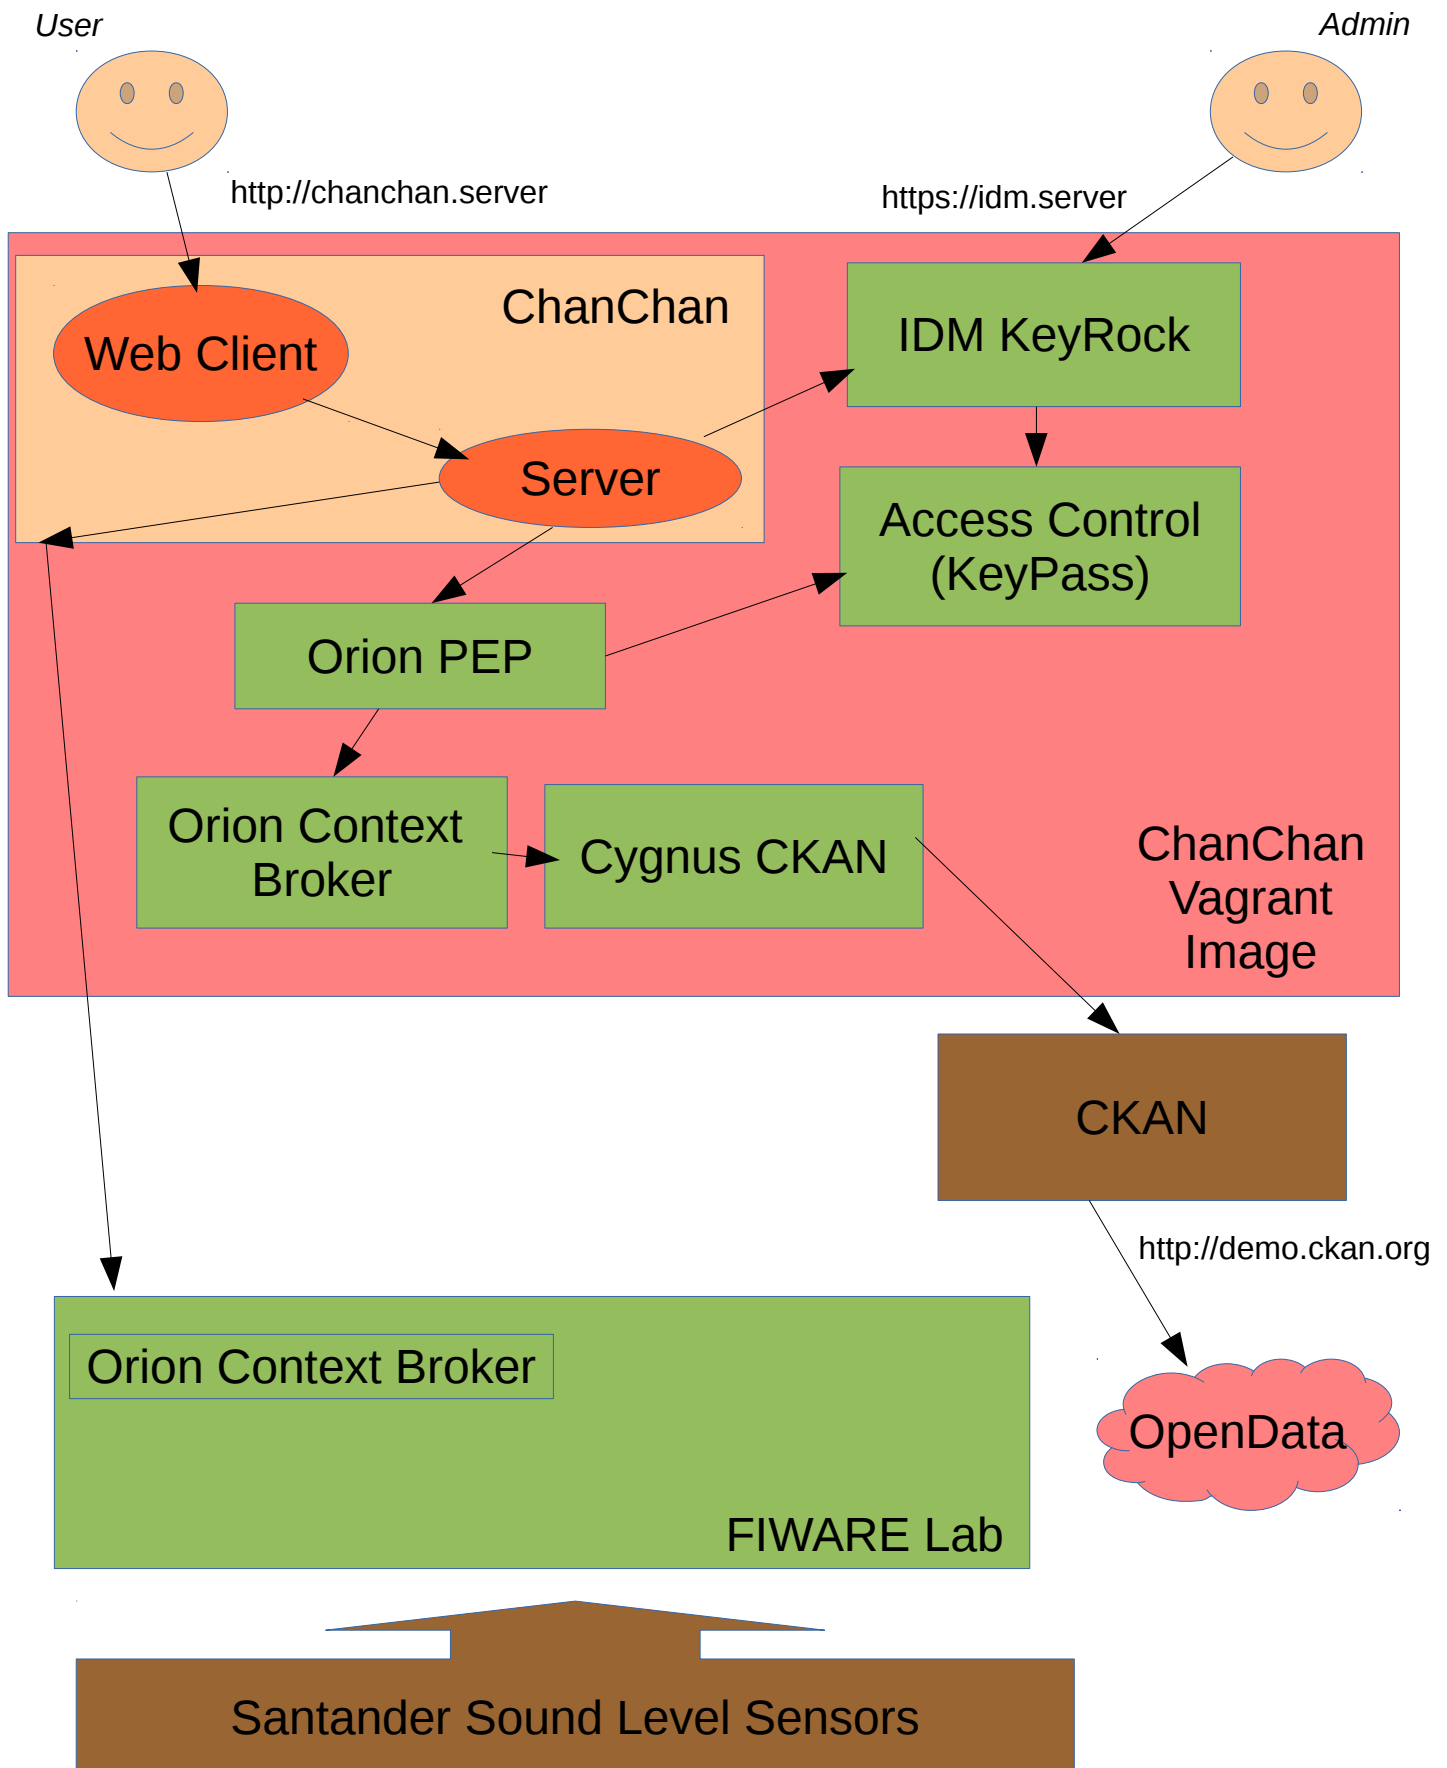 User
Admin
http://chanchan.server
https://idm.server
ChanChan
Web Client
IDM KeyRock
Server
Access Control
(KeyPass)
Orion PEP
Orion Context
Broker
Cygnus CKAN
ChanChan
Vagrant
Image
CKAN
http://demo.ckan.org
Orion Context Broker
OpenData
FIWARE Lab
Santander Sound Level Sensors